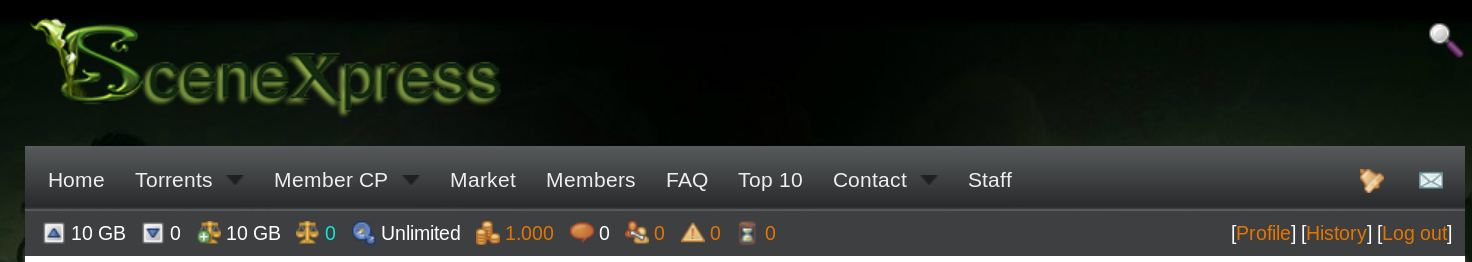 SceneXpress
Home Torrents Member CP Market Members FAQ Top 10 Contact Staff
10 GB 0 10 GB 0 Unlimited 1.000 0 0 0 0 [Profile] [History] [Log out]